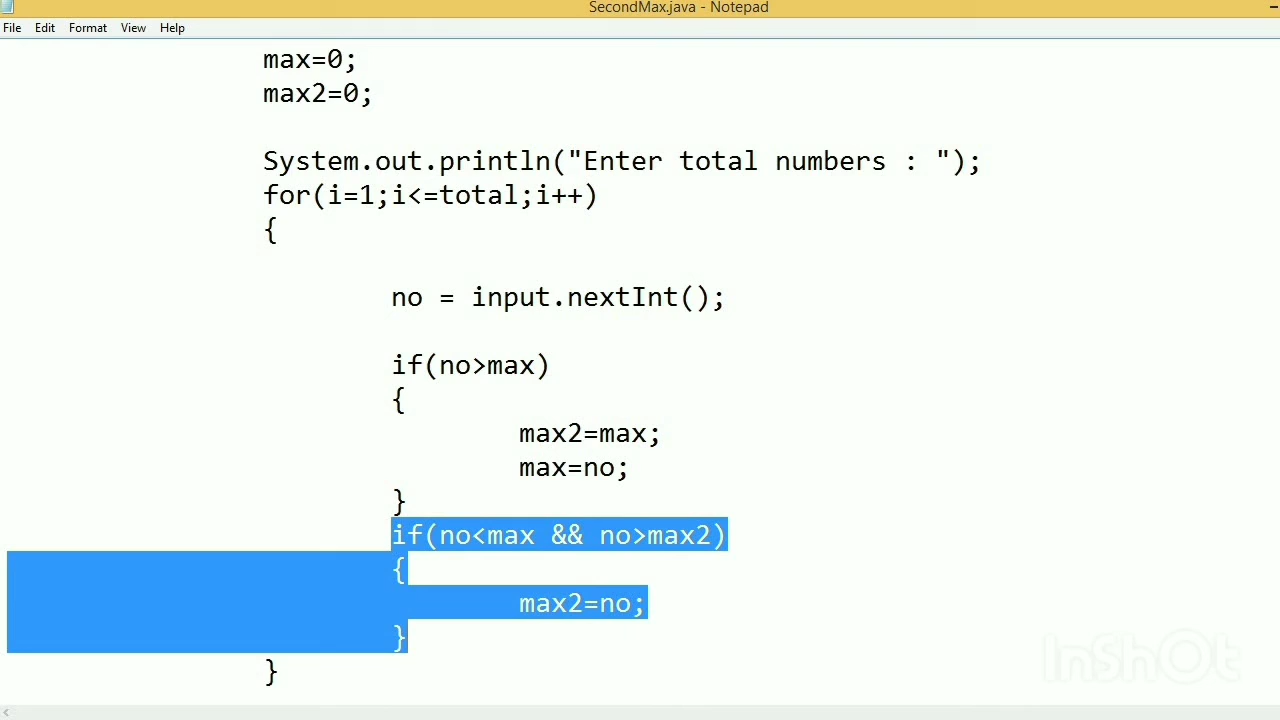 SecondMax.java - Notepad
File Edit Format View Help
max=0;
max2=0;
System.out.println("Enter total numbers : ");
for(i=1;i<=total;i++)
{
no = input.nextInt();
if(no>max)
{
max2=max;
max=no;
}
if(no<max && no>max2)
{
max2=no;
}
}
InShOt